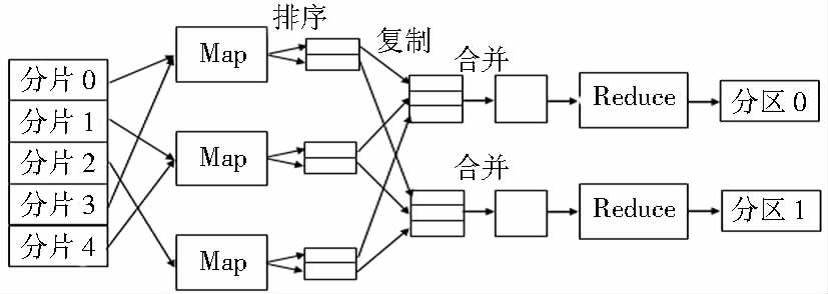 排序
复制
合并
Map
分片 0
分片 1
分片 2
分片 3
分片 4
Map
Map
Reduce
分区 0
合并
Reduce
分区 1